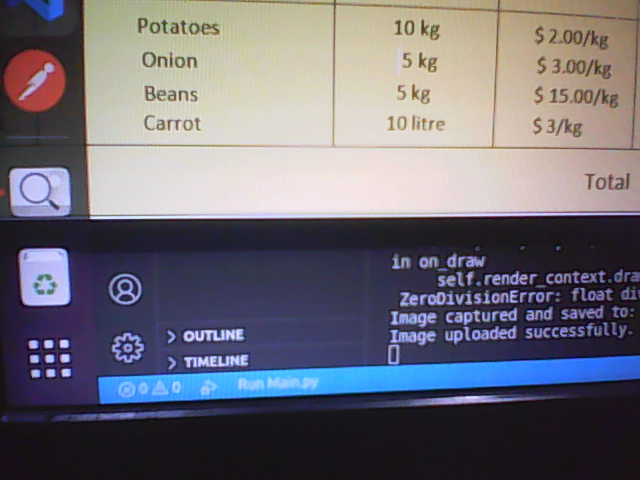 Potatoes 10 kg $ 2.00/kg
Onion 5 kg $ 3.00/kg
Beans 5 kg $ 15.00/kg
Carrot 10 litre $ 3/kg
Total
in on_draw
self.render_context.dra
ZeroDivisionError: float div
Image captured and saved to:
Image uploaded successfully.
> OUTLINE
> TIMELINE
0 0 Run Main.py